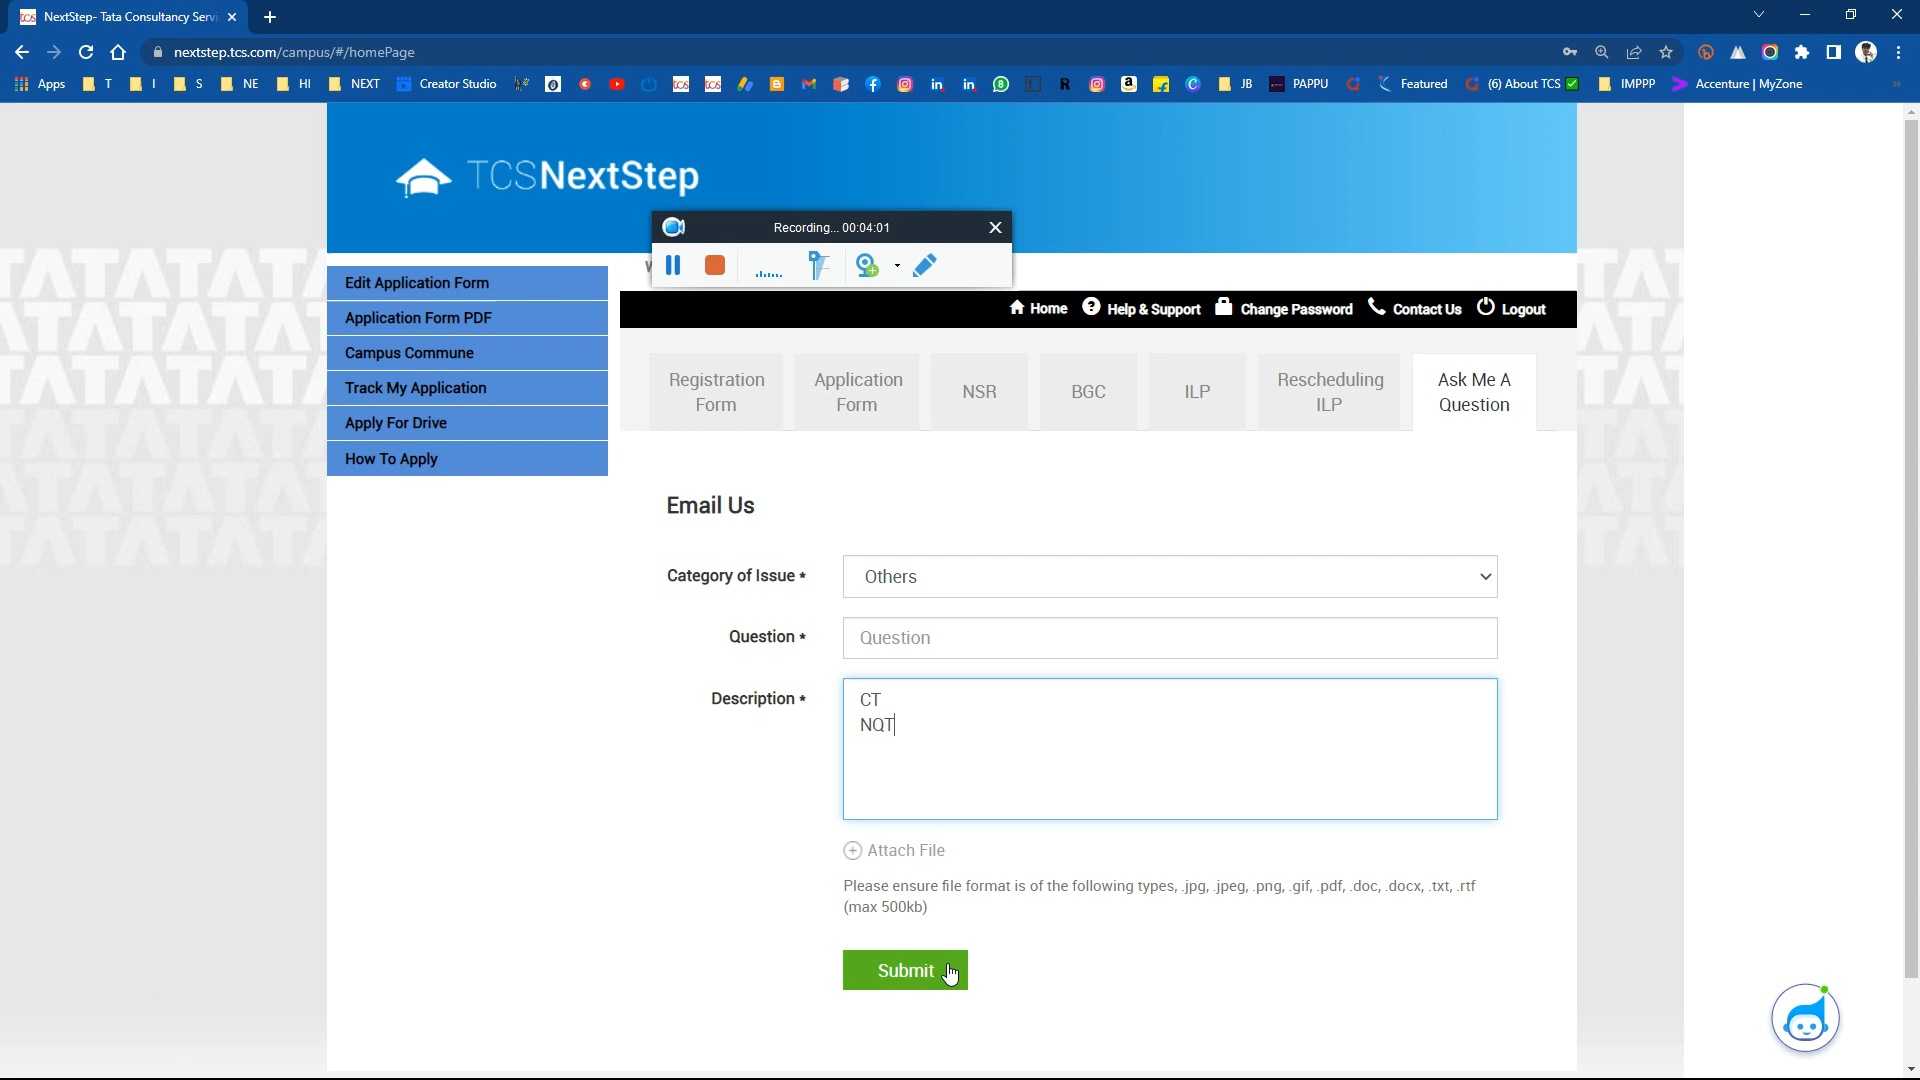 NextStep- Tata Consultancy Servi
nextstep.tcs.com/campus/#/homePage
Apps T I S NE HI NEXT Creator Studio JB PAPPU Featured (6) About TCS IMPPP Accenture | MyZone
TCSNextStep
Recording... 00:04:01
Edit Application Form
Application Form PDF
Campus Commune
Track My Application
Apply For Drive
How To Apply
Home Help & Support Change Password Contact Us Logout
Registration Form
Application Form
NSR
BGC
ILP
Rescheduling ILP
Ask Me A Question
Email Us
Category of Issue *
Others
Question *
Question
Description *
CT
NQT
Attach File
Please ensure file format is of the following types, .jpg, .jpeg, .png, .gif, .pdf, .doc, .docx, .txt, .rtf
(max 500kb)
Submit